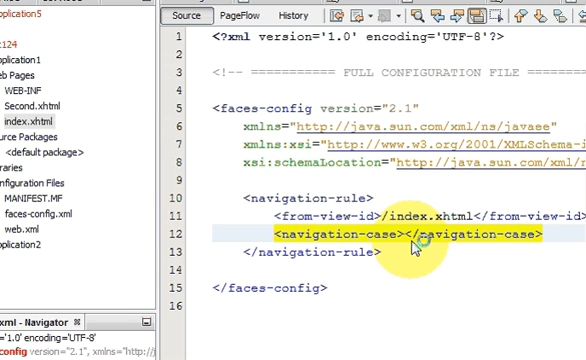 pplication5
Source PageFlow History
124
pplication1
b Pages
WEB-INF
Second.xhtml
index.xhtml
urce Packages
<default package>
raries
nfiguration Files
MANIFEST.MF
faces-config.xml
web.xml
pplication2
1 <?xml version='1.0' encoding='UTF-8'?>
2
3 <!-- =========== FULL CONFIGURATION FILE ========
4
5 <faces-config version="2.1"
6 xmlns="http://java.sun.com/xml/ns/javaee"
7 xmlns:xsi="http://www.w3.org/2001/XMLSchema-i
8 xsi:schemaLocation="http://java.sun.com/xml/n
9
10 <navigation-rule>
11 <from-view-id>/index.xhtml</from-view-id>
12 <navigation-case></navigation-case>
13 </navigation-rule>
14
15 </faces-config>
16
xml - Navigator
'1.0' encoding='UTF-8'
config version="2.1", xmlns="http://j